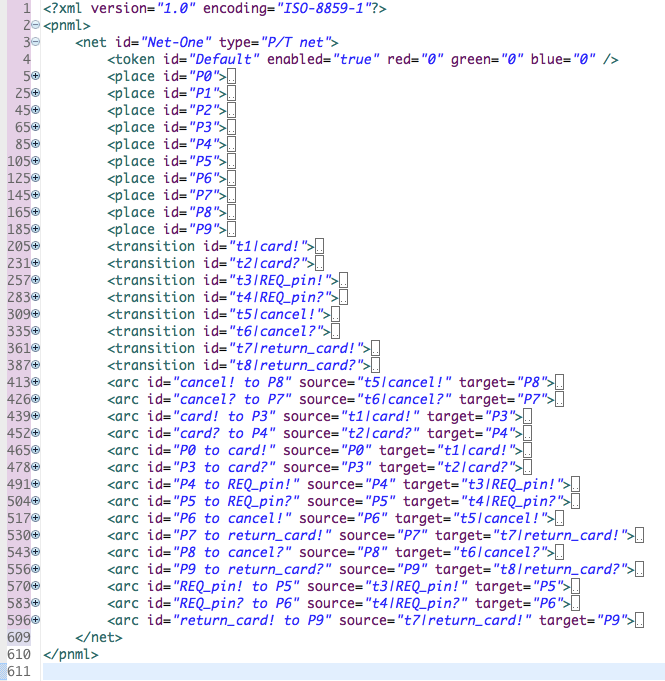 1 <?xml version="1.0" encoding="ISO-8859-1"?>
2 <pnml>
3 <net id="Net-One" type="P/T net">
4 <token id="Default" enabled="true" red="0" green="0" blue="0" />
5 <place id="P0">..
25 <place id="P1">..
45 <place id="P2">..
65 <place id="P3">..
85 <place id="P4">..
105 <place id="P5">..
125 <place id="P6">..
145 <place id="P7">..
165 <place id="P8">..
185 <place id="P9">..
205 <transition id="t1|card!">..
231 <transition id="t2|card?">..
257 <transition id="t3|REQ_pin!">..
283 <transition id="t4|REQ_pin?">..
309 <transition id="t5|cancel!">..
335 <transition id="t6|cancel?">..
361 <transition id="t7|return_card!">..
387 <transition id="t8|return_card?">..
413 <arc id="cancel! to P8" source="t5|cancel!" target="P8">..
426 <arc id="cancel? to P7" source="t6|cancel?" target="P7">..
439 <arc id="card! to P3" source="t1|card!" target="P3">..
452 <arc id="card? to P4" source="t2|card?" target="P4">..
465 <arc id="P0 to card!" source="P0" target="t1|card!">..
478 <arc id="P3 to card?" source="P3" target="t2|card?">..
491 <arc id="P4 to REQ_pin!" source="P4" target="t3|REQ_pin!">..
504 <arc id="P5 to REQ_pin?" source="P5" target="t4|REQ_pin?">..
517 <arc id="P6 to cancel!" source="P6" target="t5|cancel!">..
530 <arc id="P7 to return_card!" source="P7" target="t7|return_card!">..
543 <arc id="P8 to cancel?" source="P8" target="t6|cancel?">..
556 <arc id="P9 to return_card?" source="P9" target="t8|return_card?">..
570 <arc id="REQ_pin! to P5" source="t3|REQ_pin!" target="P5">..
583 <arc id="REQ_pin? to P6" source="t4|REQ_pin?" target="P6">..
596 <arc id="return_card! to P9" source="t7|return_card!" target="P9">..
609 </net>
610 </pnml>
611